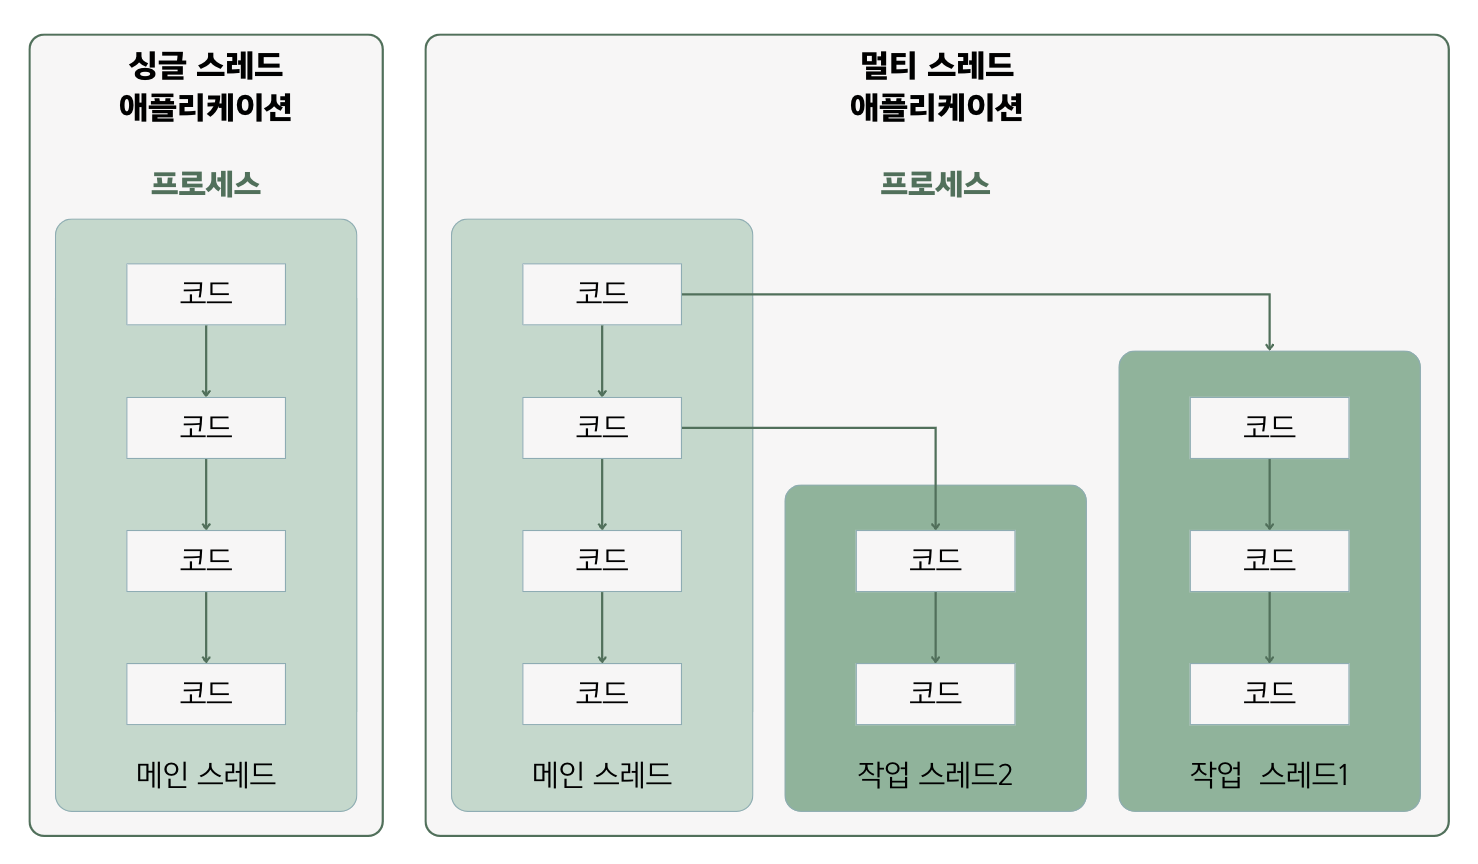 싱글 스레드
애플리케이션
프로세스
코드
코드
코드
코드
메인 스레드
멀티 스레드
애플리케이션
프로세스
코드
코드
코드
코드
메인 스레드
코드
코드
작업 스레드2
코드
코드
코드
작업 스레드1